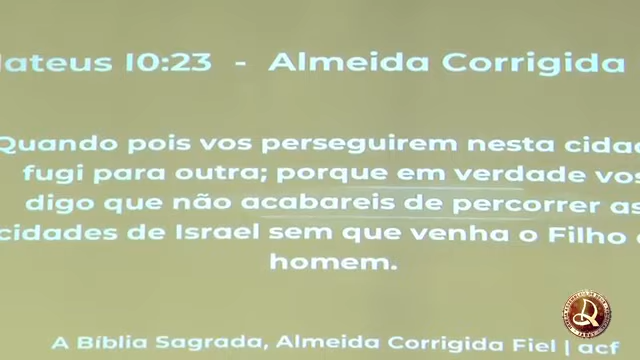 Mateus 10:23 - Almeida Corrigida
Quando pois vos perseguirem nesta cidad
fugi para outra; porque em verdade vos
digo que não acabareis de percorrer as
cidades de Israel sem que venha o Filho d
homem.
A Bíblia Sagrada, Almeida Corrigida Fiel | acf